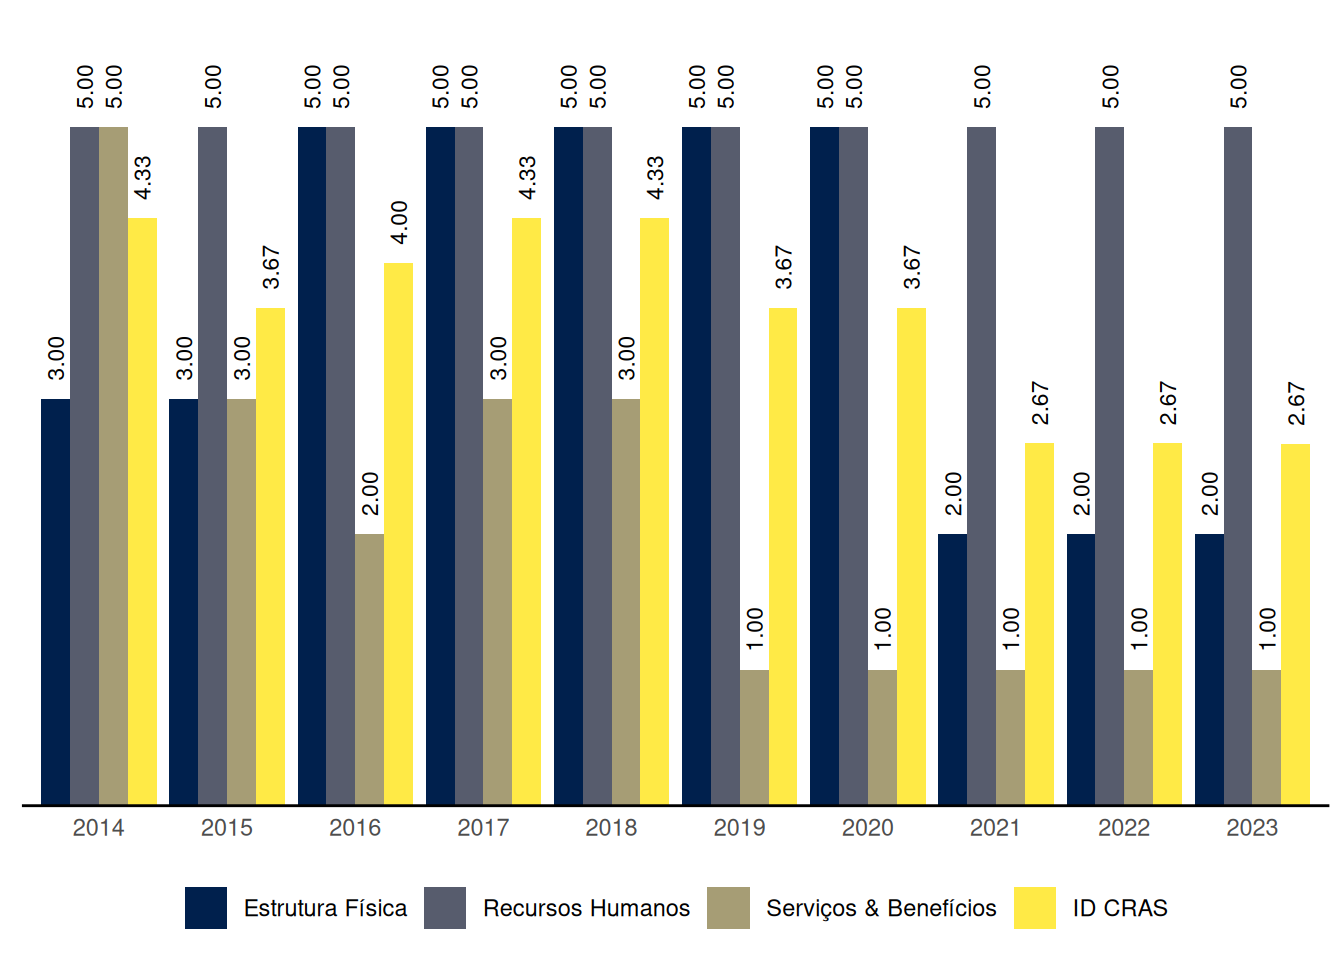 5.00 5.00 5.00 5.00 5.00 5.00 5.00 5.00 5.00 5.00 5.00 5.00 5.00 5.00 5.00 5.00
4.33 4.33 4.33
4.00
3.67 3.67 3.67
3.00 3.00 3.00 3.00 3.00
2.67 2.67 2.67
2.00 2.00 2.00 2.00
1.00 1.00 1.00 1.00 1.00
2014 2015 2016 2017 2018 2019 2020 2021 2022 2023
Estrutura Física Recursos Humanos Serviços & Benefícios ID CRAS